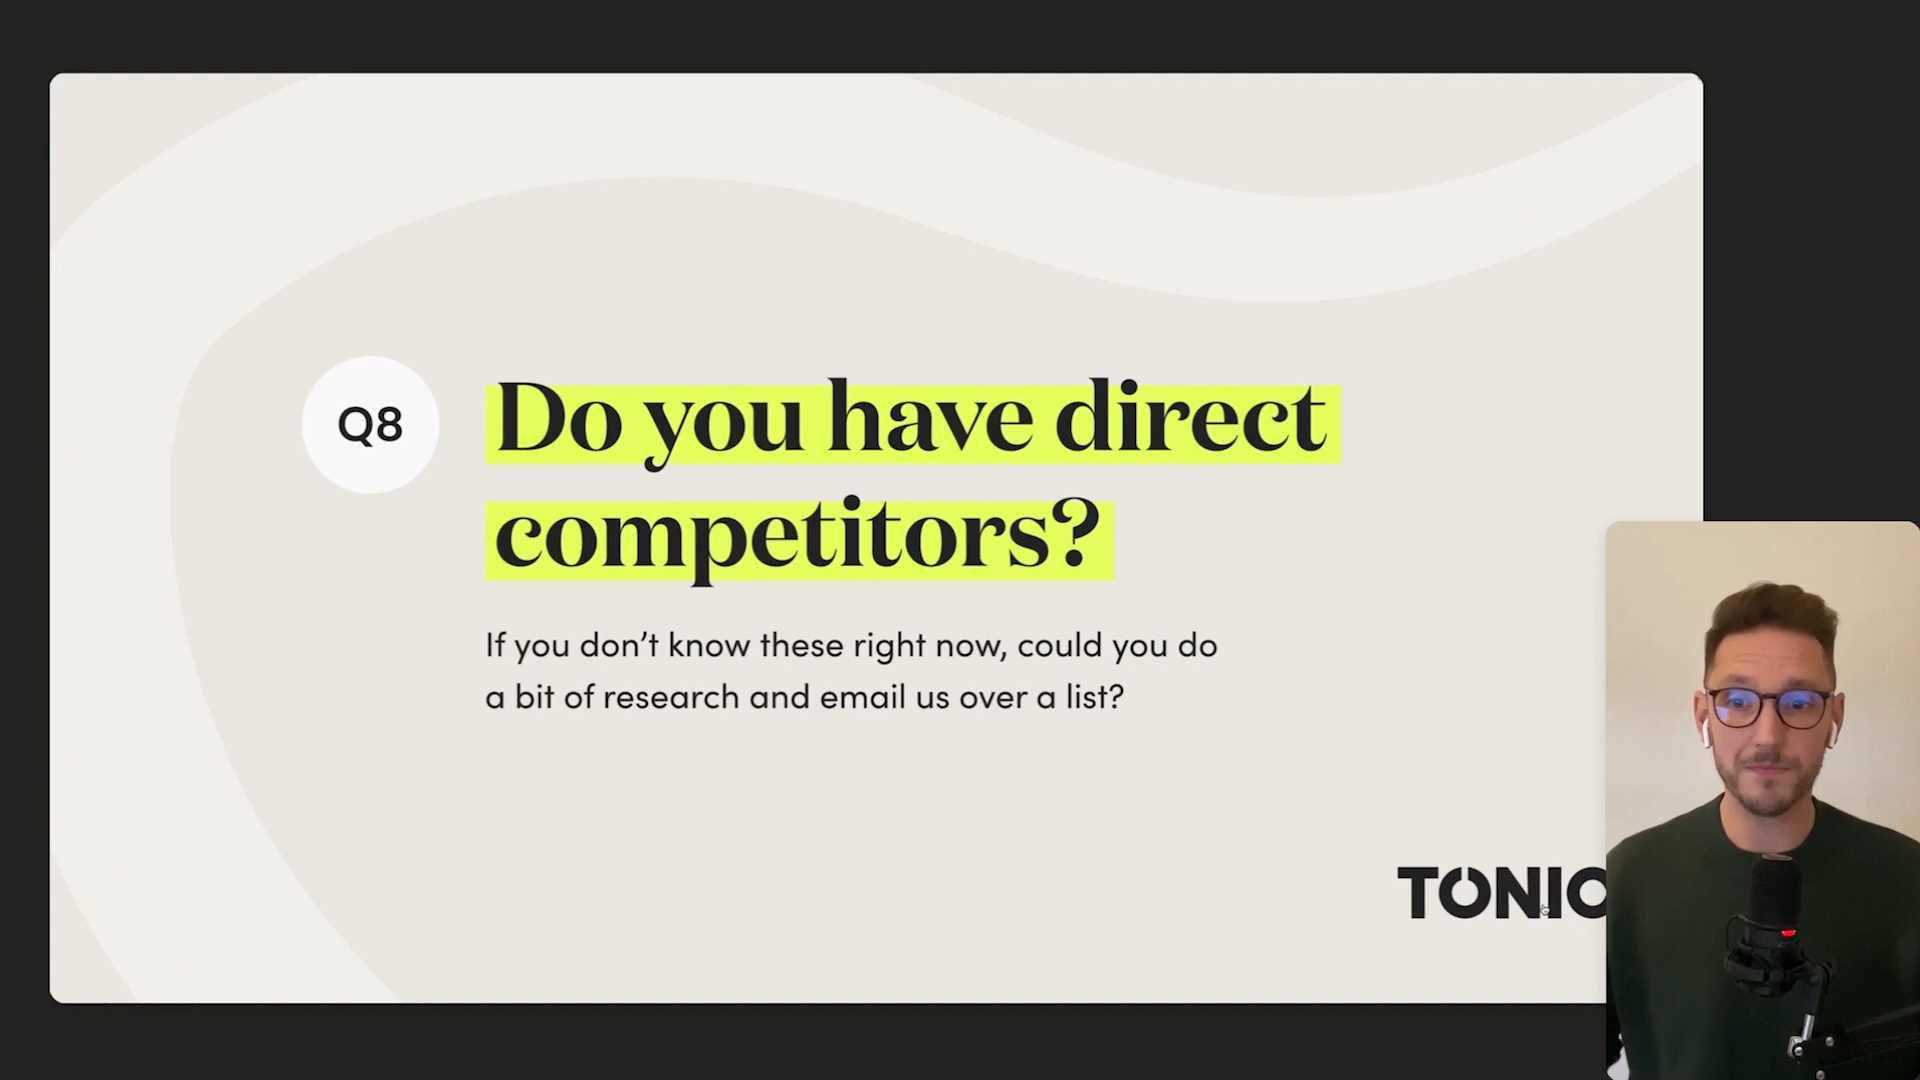 Q8
Do you have direct
competitors?
If you don’t know these right now, could you do
a bit of research and email us over a list?
TONIC